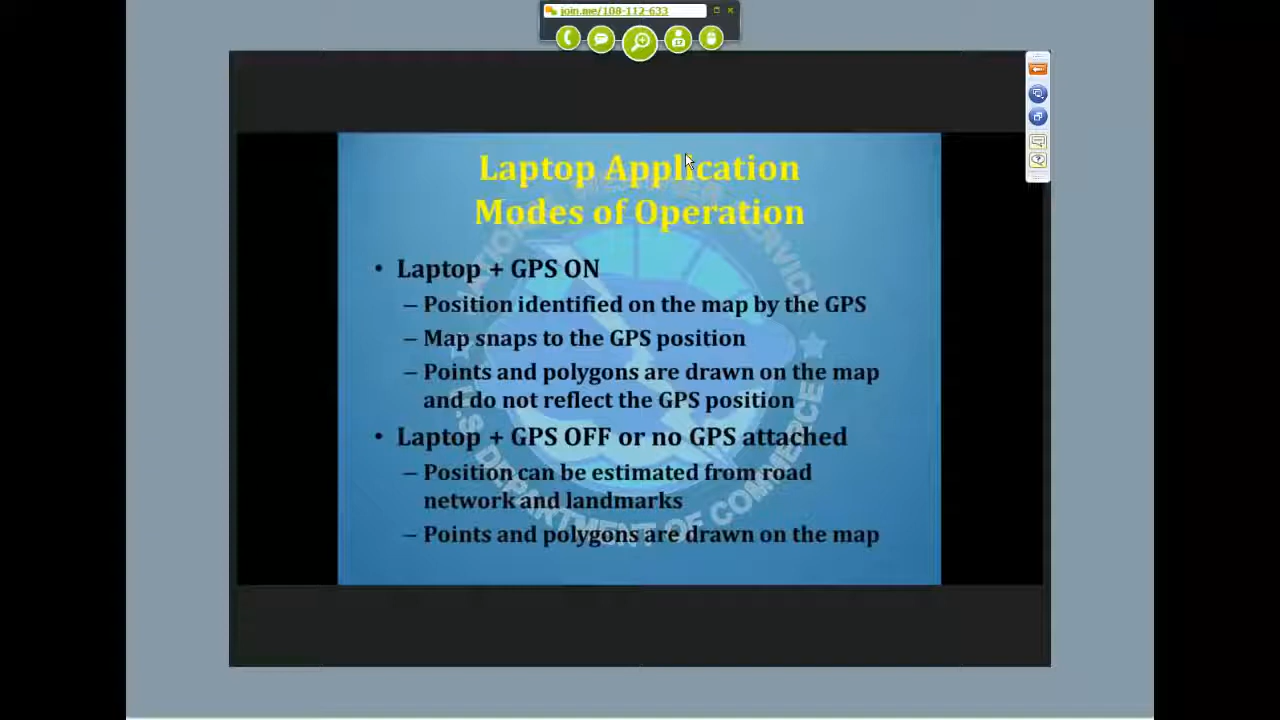 join.me/108-112-633
Laptop Application
Modes of Operation
• Laptop + GPS ON
– Position identified on the map by the GPS
– Map snaps to the GPS position
– Points and polygons are drawn on the map
and do not reflect the GPS position
• Laptop + GPS OFF or no GPS attached
– Position can be estimated from road
network and landmarks
– Points and polygons are drawn on the map
U.S. DEPARTMENT OF COMMERCE